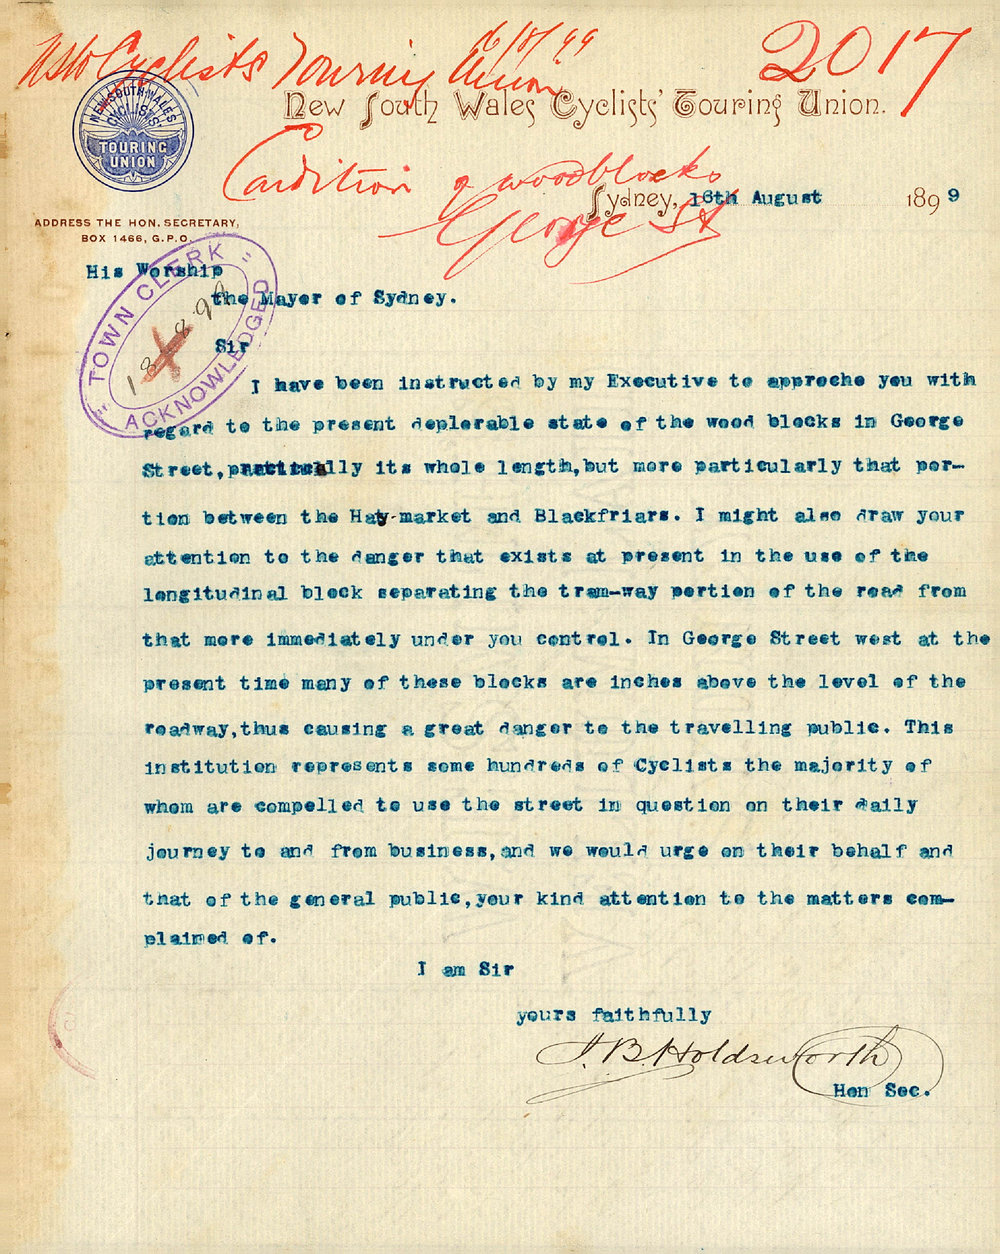 NSW Cyclists Touring Union 16/8/99
2017
New South Wales Cyclists' Touring Union.
NEW SOUTH WALES
CYCLISTS
TOURING
UNION
Condition of woodblocks
George St
Sydney, 16th August 1899
ADDRESS THE HON. SECRETARY,
BOX 1466, G.P.O.
His Worship
the Mayor of Sydney.
"TOWN CLERK"
18.8.99
ACKNOWLEDGED
Sir
I have been instructed by my Executive to approche you with
regard to the present deplorable state of the wood blocks in George
Street,practically its whole length,but more particularly that por-
tion between the Hay-market and Blackfriars. I might also draw your
attention to the danger that exists at present in the use of the
longitudinal block separating the tram-way portion of the road from
that more immediately under you control. In George Street west at the
present time many of these blocks are inches above the level of the
roadway,thus causing a great danger to the travelling public. This
institution represents some hundreds of Cyclists the majority of
whom are compelled to use the street in question on their daily
journey to and from business,and we would urge on their behalf and
that of the general public,your kind attention to the matters com-
plained of.
I am Sir
yours faithfully
J.B. Holdsworth
Hon Sec.